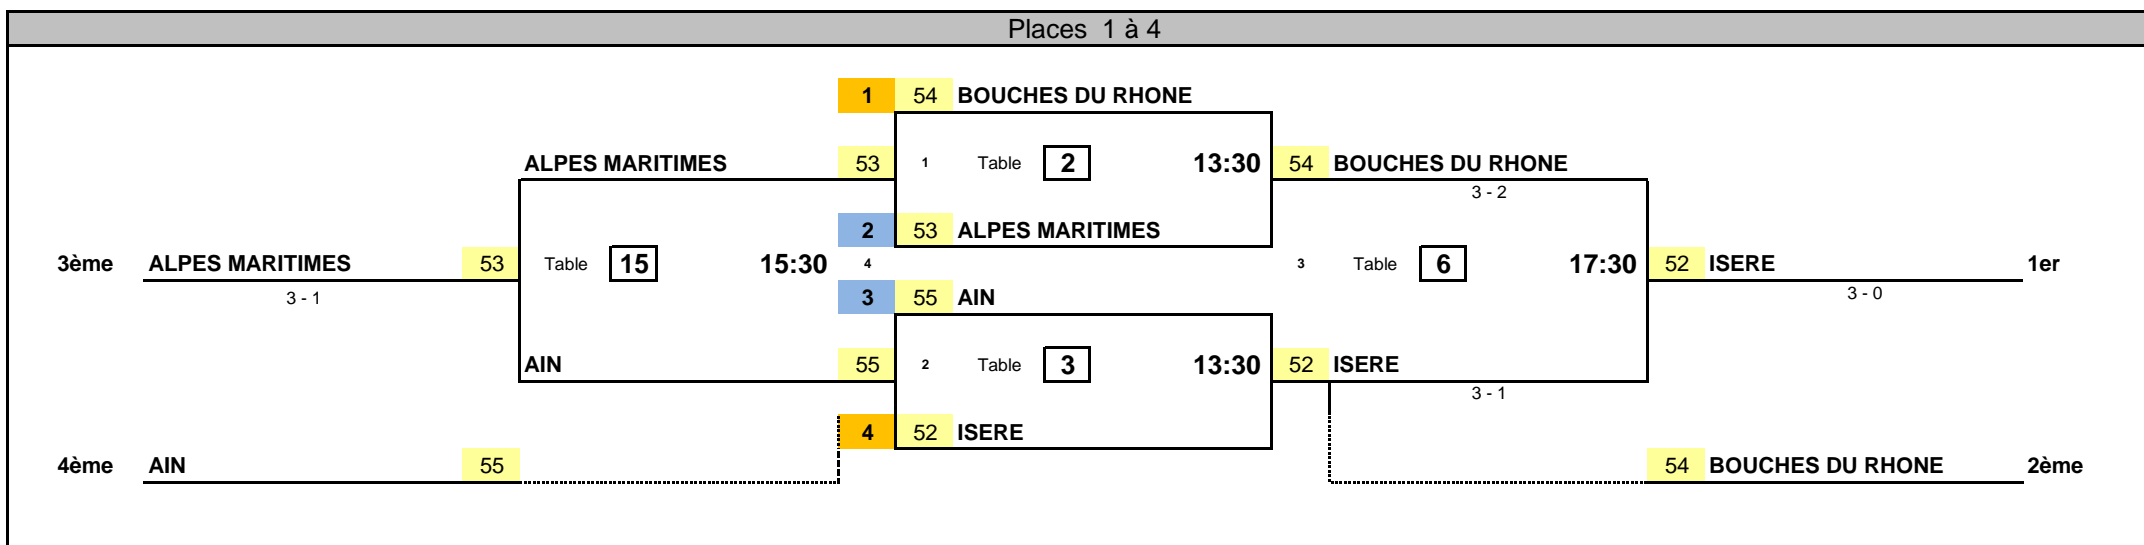 Places 1 à 4
1 54 BOUCHES DU RHONE
ALPES MARITIMES 53 1 Table 2 13:30 54 BOUCHES DU RHONE
3 - 2
2 53 ALPES MARITIMES
3ème ALPES MARITIMES 53 Table 15 15:30 4 3 Table 6 17:30 52 ISERE 1er
3 - 1 3 55 AIN 3 - 0
AIN 55 2 Table 3 13:30 52 ISERE
3 - 1
4 52 ISERE
4ème AIN 55 54 BOUCHES DU RHONE 2ème